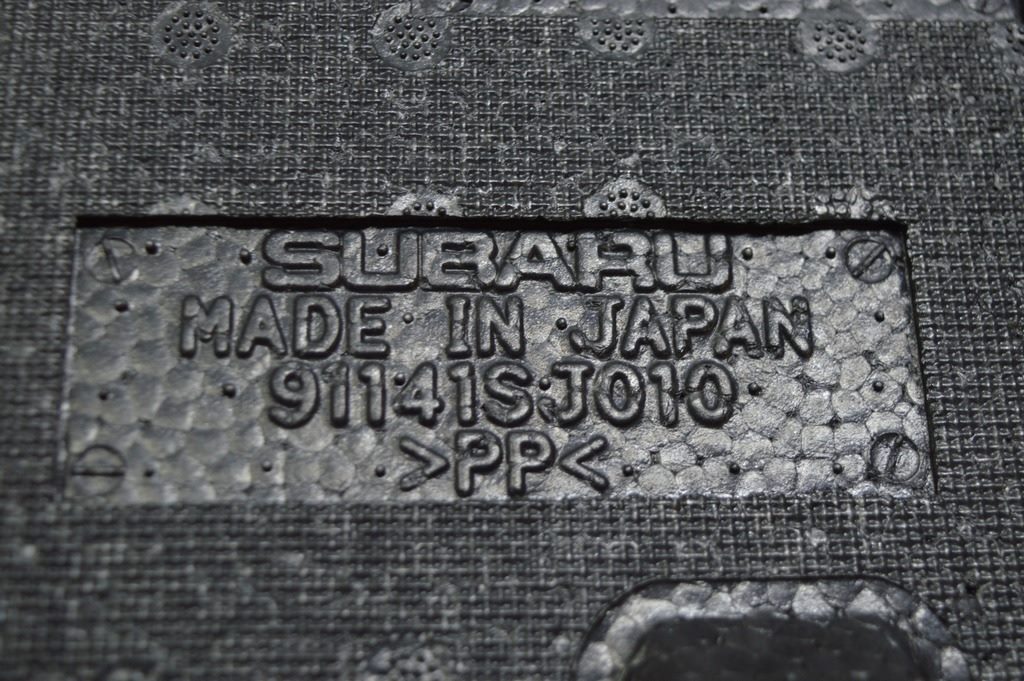 SUBARU
MADE IN JAPAN
91141SJ010
>PP<